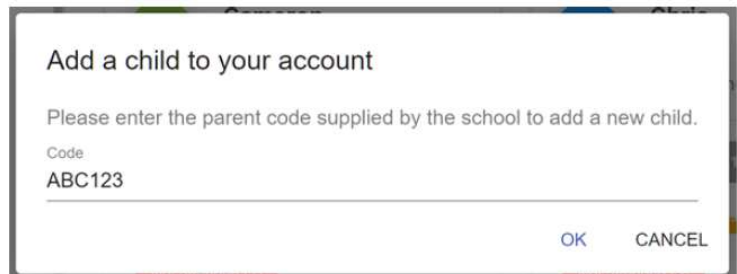 Add a child to your account
Please enter the parent code supplied by the school to add a new child.
Code
ABC123
OK CANCEL